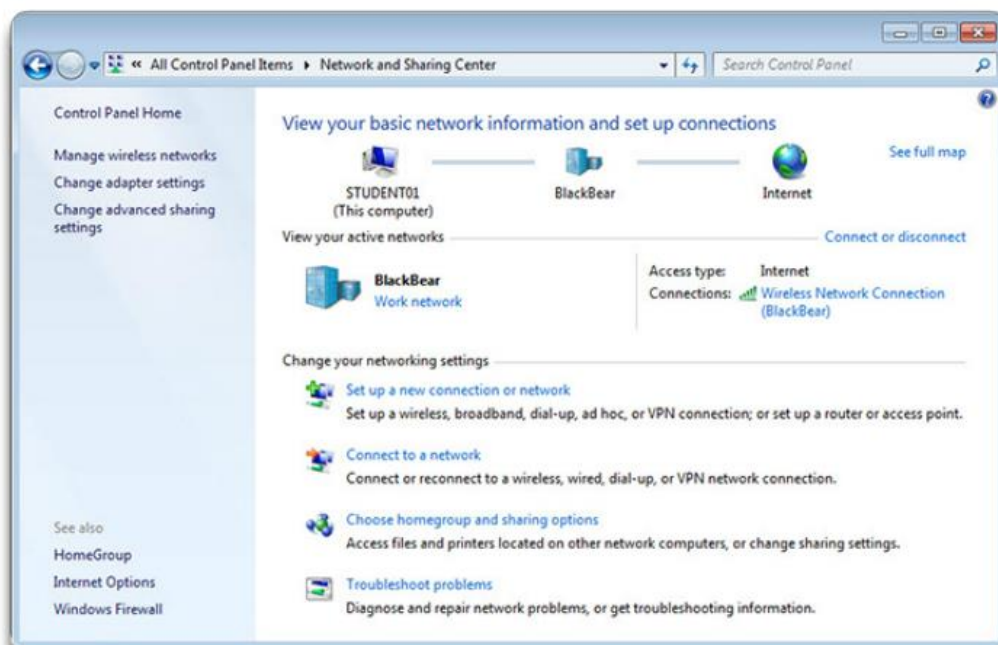 « All Control Panel Items ▸ Network and Sharing Center
Search Control Panel
Control Panel Home
Manage wireless networks
Change adapter settings
Change advanced sharing
settings
See also
HomeGroup
Internet Options
Windows Firewall
View your basic network information and set up connections
See full map
STUDENT01
(This computer)
BlackBear
Internet
View your active networks
Connect or disconnect
BlackBear
Work network
Access type: Internet
Connections: Wireless Network Connection
(BlackBear)
Change your networking settings
Set up a new connection or network
Set up a wireless, broadband, dial-up, ad hoc, or VPN connection; or set up a router or access point.
Connect to a network
Connect or reconnect to a wireless, wired, dial-up, or VPN network connection.
Choose homegroup and sharing options
Access files and printers located on other network computers, or change sharing settings.
Troubleshoot problems
Diagnose and repair network problems, or get troubleshooting information.